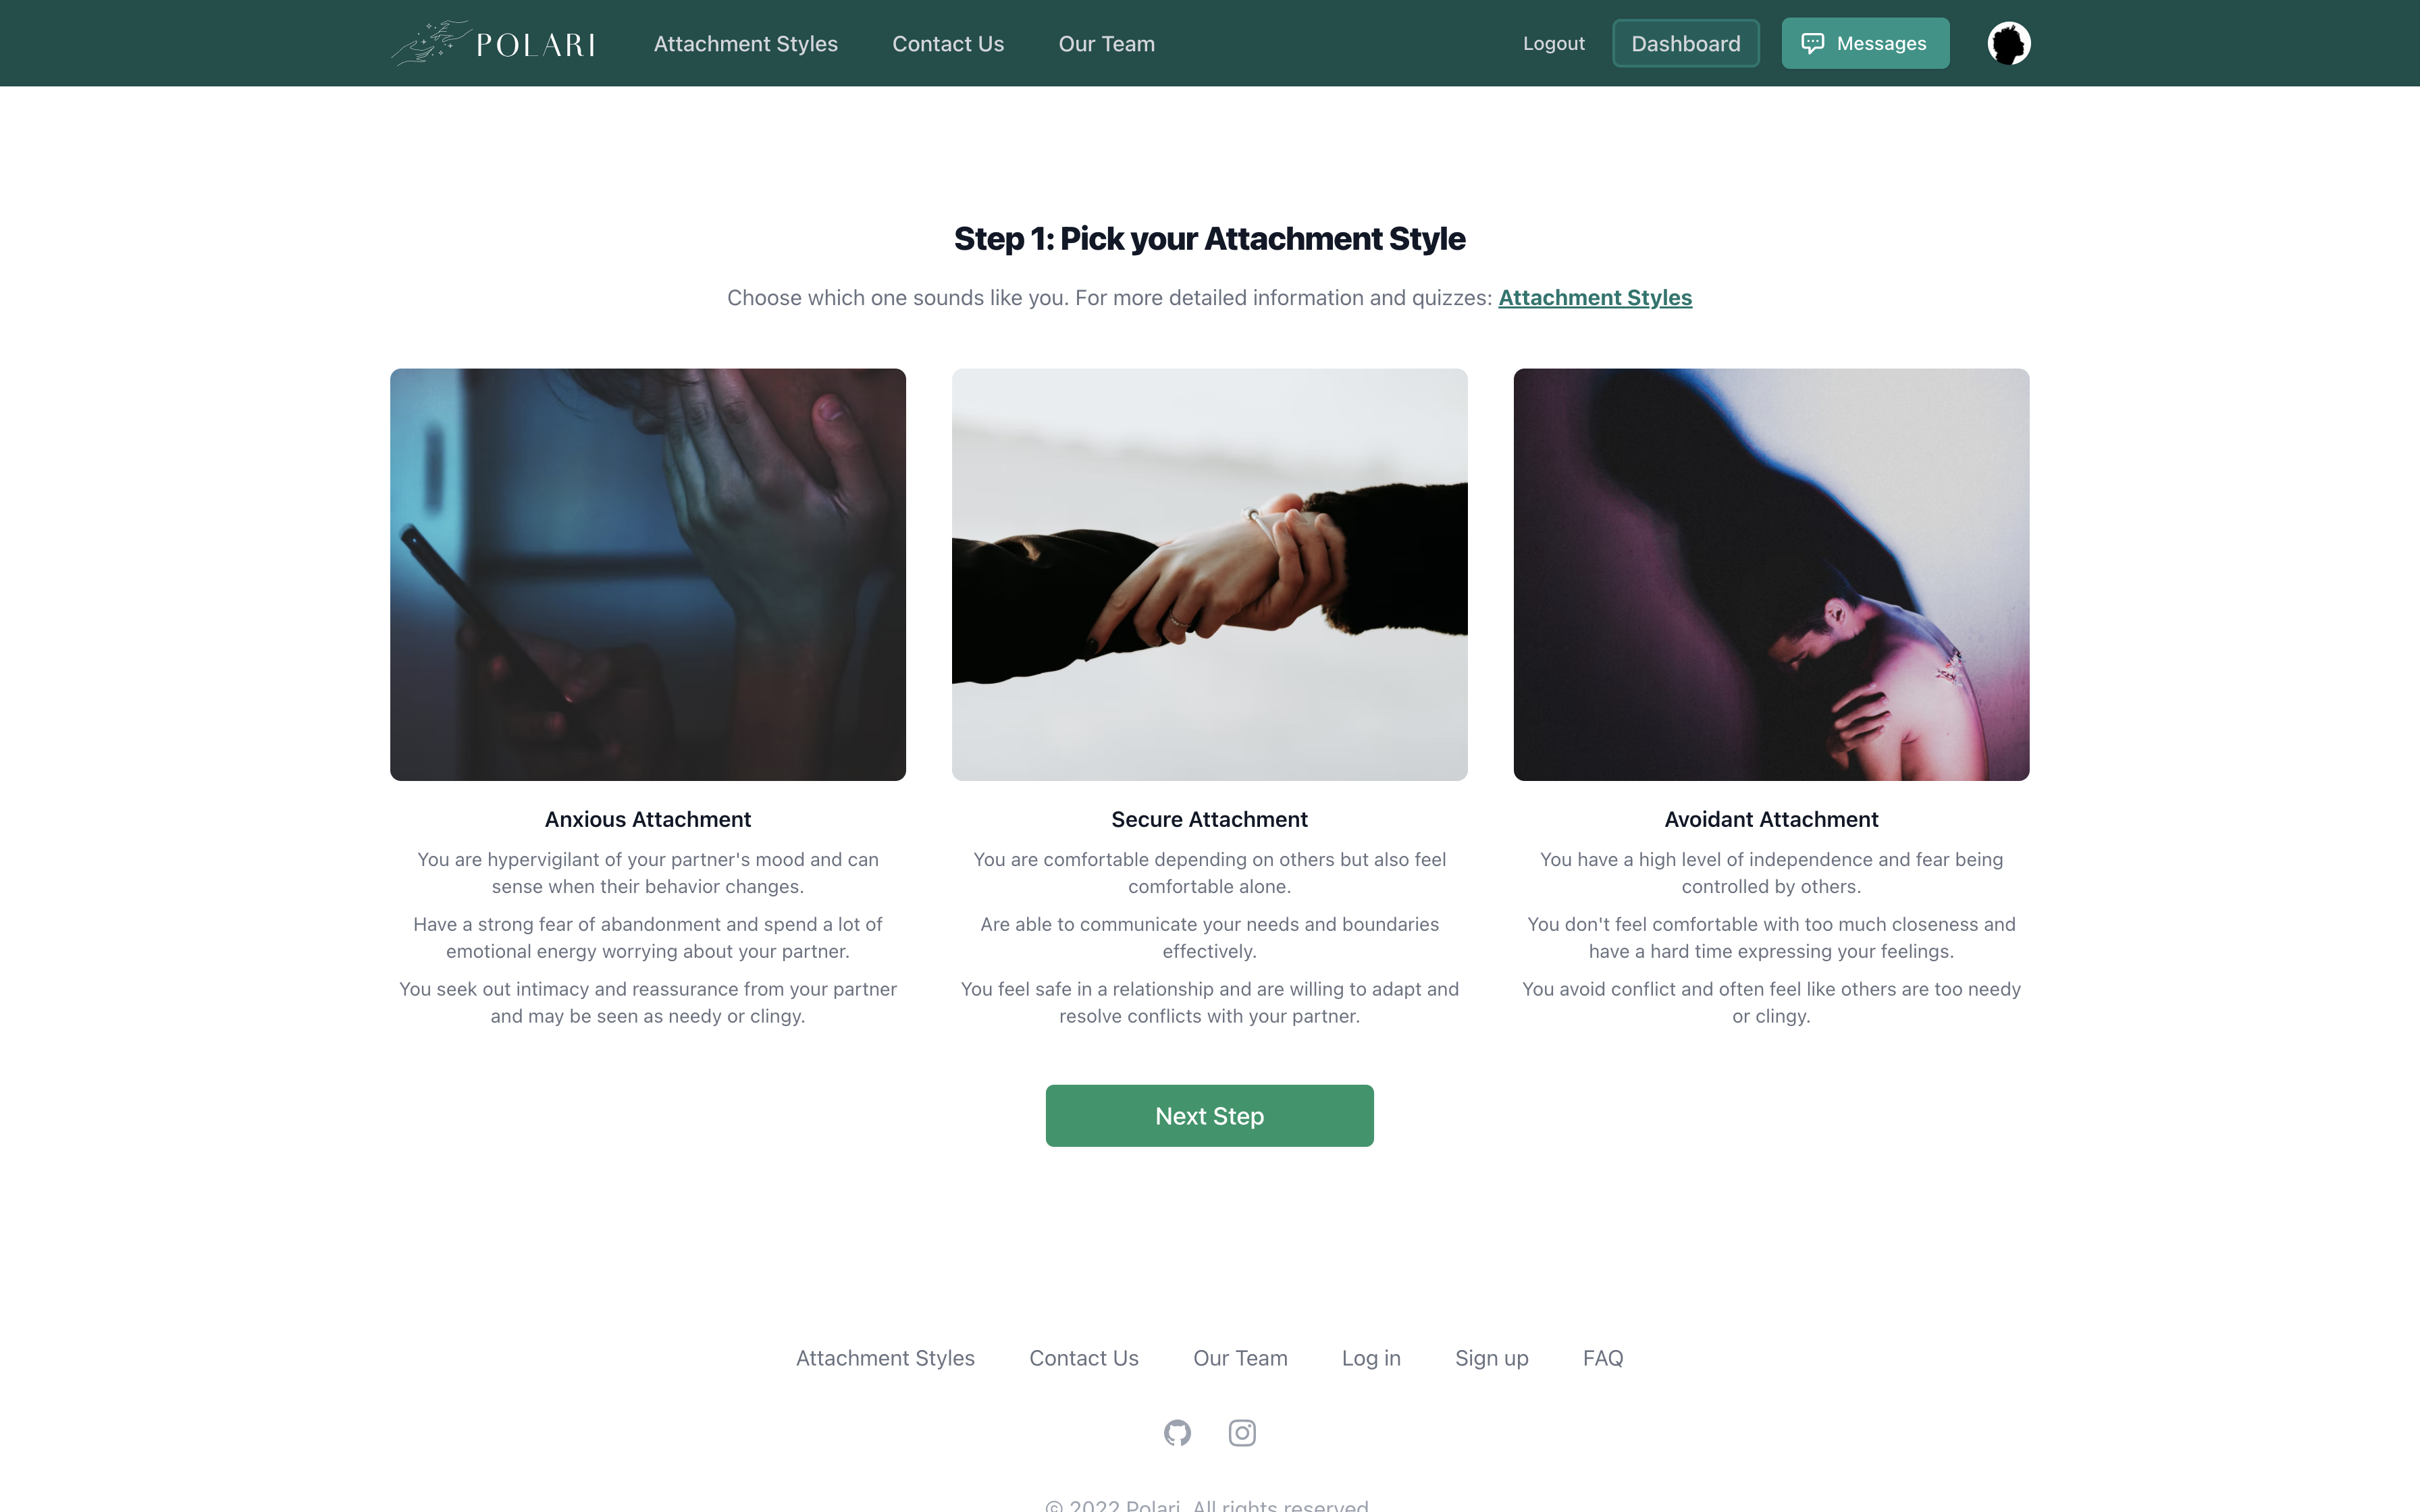 POLARI
Attachment Styles
Contact Us
Our Team
Logout
Dashboard
Messages
Step 1: Pick your Attachment Style
Choose which one sounds like you. For more detailed information and quizzes: Attachment Styles
Anxious Attachment
You are hypervigilant of your partner's mood and can
sense when their behavior changes.
Have a strong fear of abandonment and spend a lot of
emotional energy worrying about your partner.
You seek out intimacy and reassurance from your partner
and may be seen as needy or clingy.
Secure Attachment
You are comfortable depending on others but also feel
comfortable alone.
Are able to communicate your needs and boundaries
effectively.
You feel safe in a relationship and are willing to adapt and
resolve conflicts with your partner.
Avoidant Attachment
You have a high level of independence and fear being
controlled by others.
You don't feel comfortable with too much closeness and
have a hard time expressing your feelings.
You avoid conflict and often feel like others are too needy
or clingy.
Next Step
Attachment Styles
Contact Us
Our Team
Log in
Sign up
FAQ
© 2022 Polari. All rights reserved.